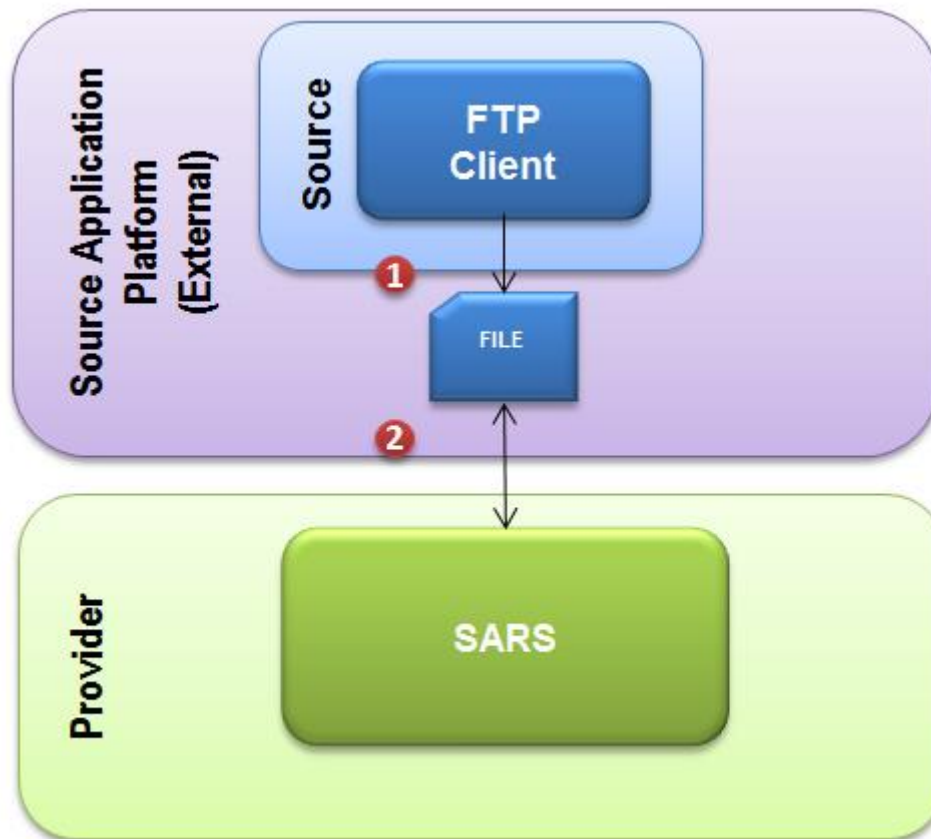 Source Application
Platform
(External)
Source
FTP
Client
1
FILE
2
Provider
SARS